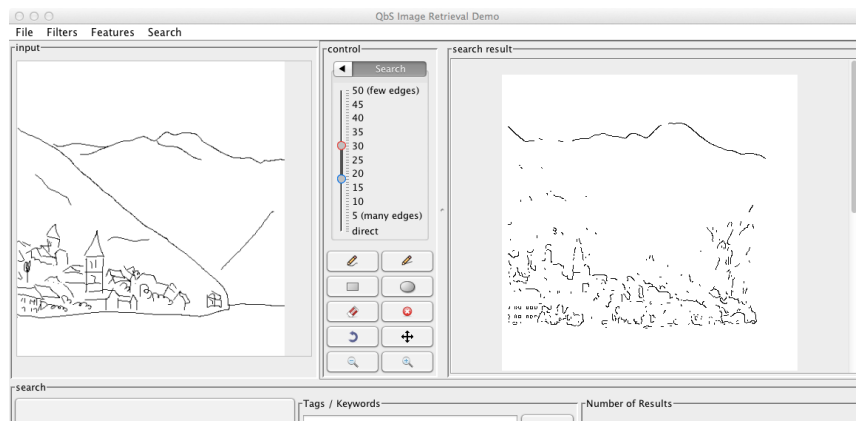 QbS Image Retrieval Demo
File Filters Features Search
input
control
search result
Search
50 (few edges)
45
40
35
30
25
20
15
10
5 (many edges)
direct
search
Tags / Keywords
Number of Results